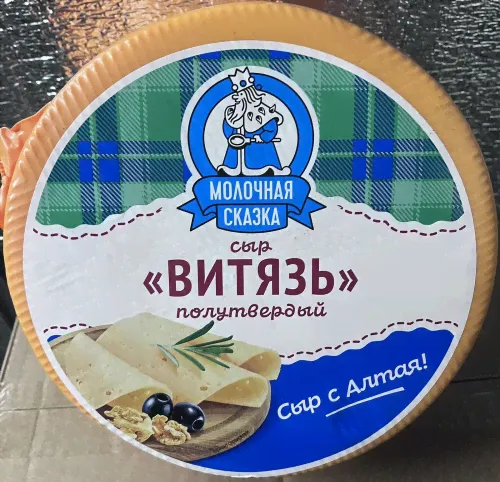 МОЛОЧНАЯ
СКАЗКА
сыр
«ВИТЯЗЬ»
полутвердый
Сыр с Алтая!